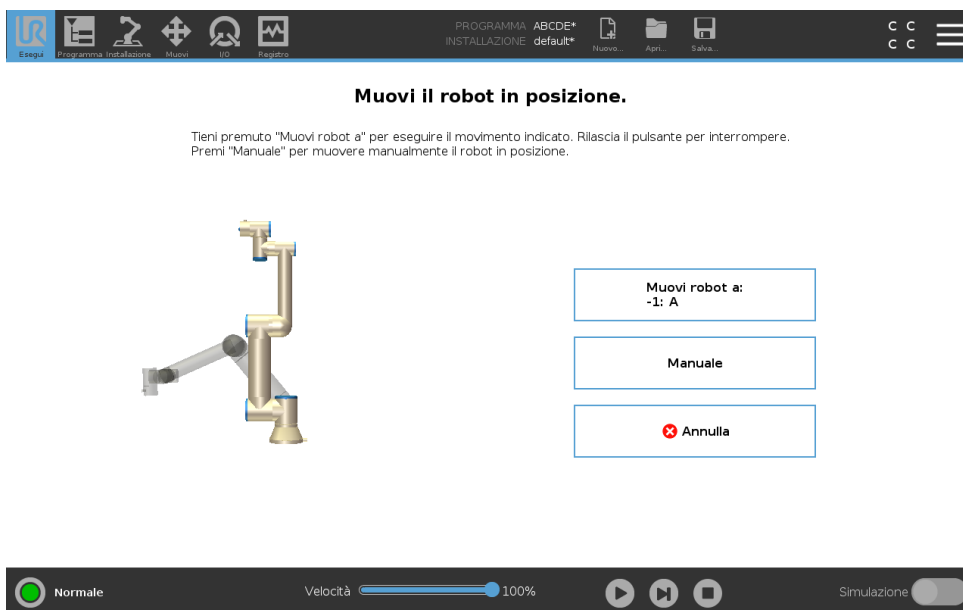 PROGRAMMA ABCDE*
INSTALLAZIONE default*
UR
Esegui
Programma
Installazione
Muovi
I/O
Registro
Nuovo...
Apri...
Salva...
C C
C C
Muovi il robot in posizione.
Tieni premuto "Muovi robot a" per eseguire il movimento indicato. Rilascia il pulsante per interrompere.
Premi "Manuale" per muovere manualmente il robot in posizione.
Muovi robot a:
-1: A
Manuale
Annulla
Normale
Velocità
100%
Simulazione